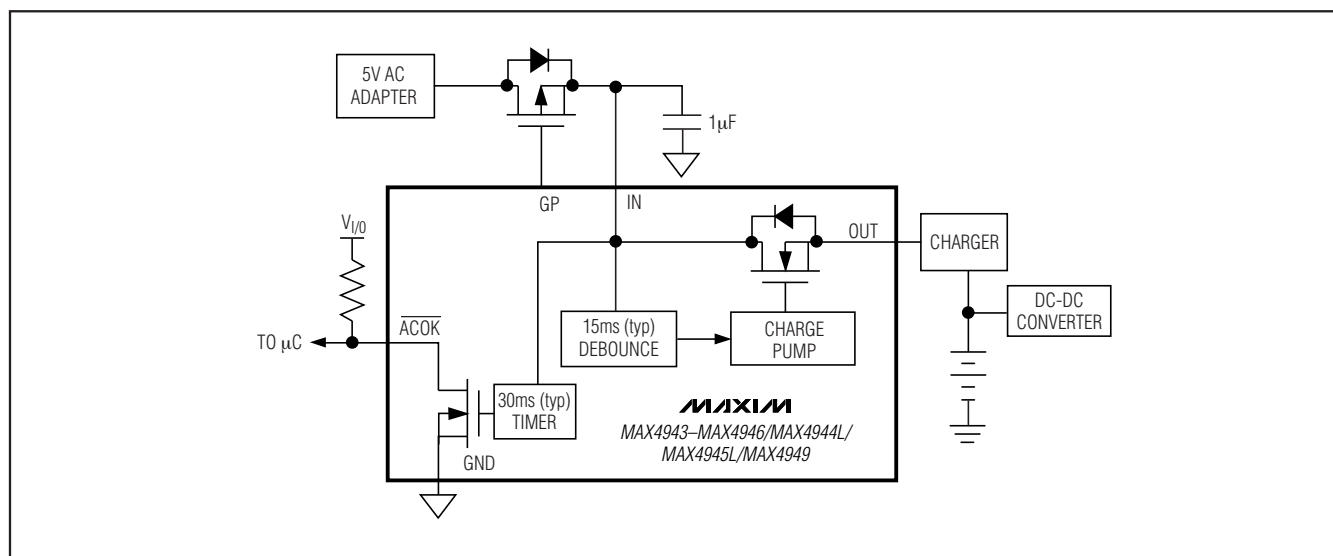 5V AC
ADAPTER
1μF
GP
IN
V_I/0
OUT
CHARGER
DC-DC
CONVERTER
ACOK
TO μC
15ms (typ)
DEBOUNCE
CHARGE
PUMP
30ms (typ)
TIMER
GND
MAXIM
MAX4943–MAX4946/MAX4944L/
MAX4945L/MAX4949